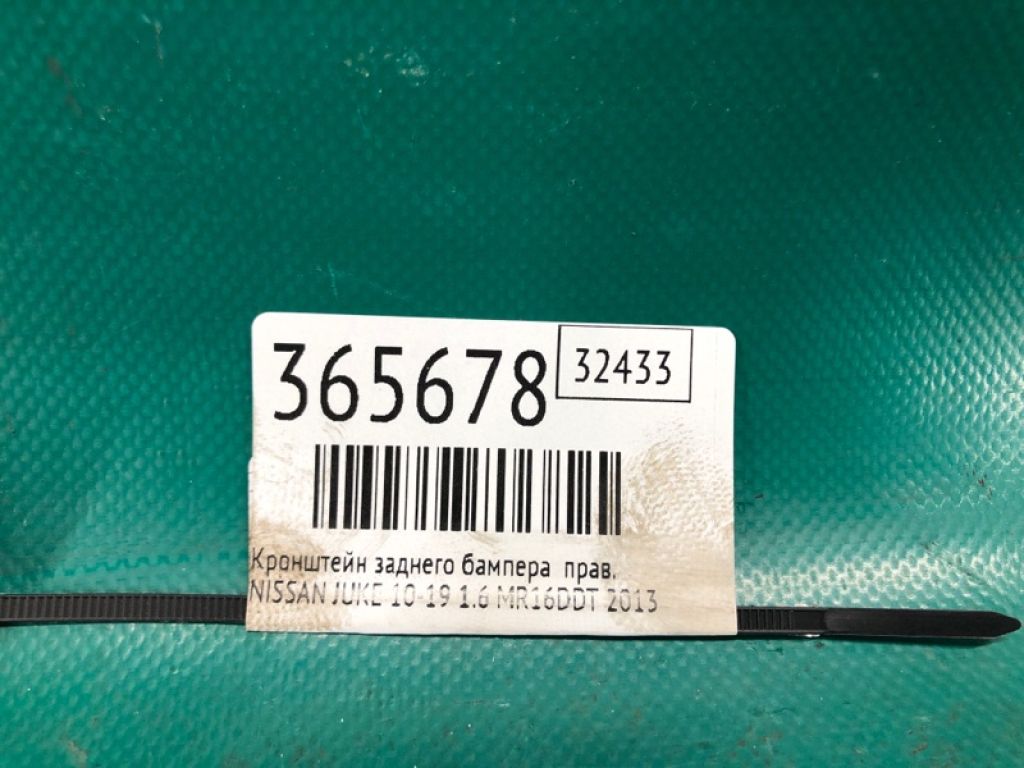 365678
32433
Кронштейн заднего бампера прав.
NISSAN JUKE 10-19 1.6 MR16DDT 2013